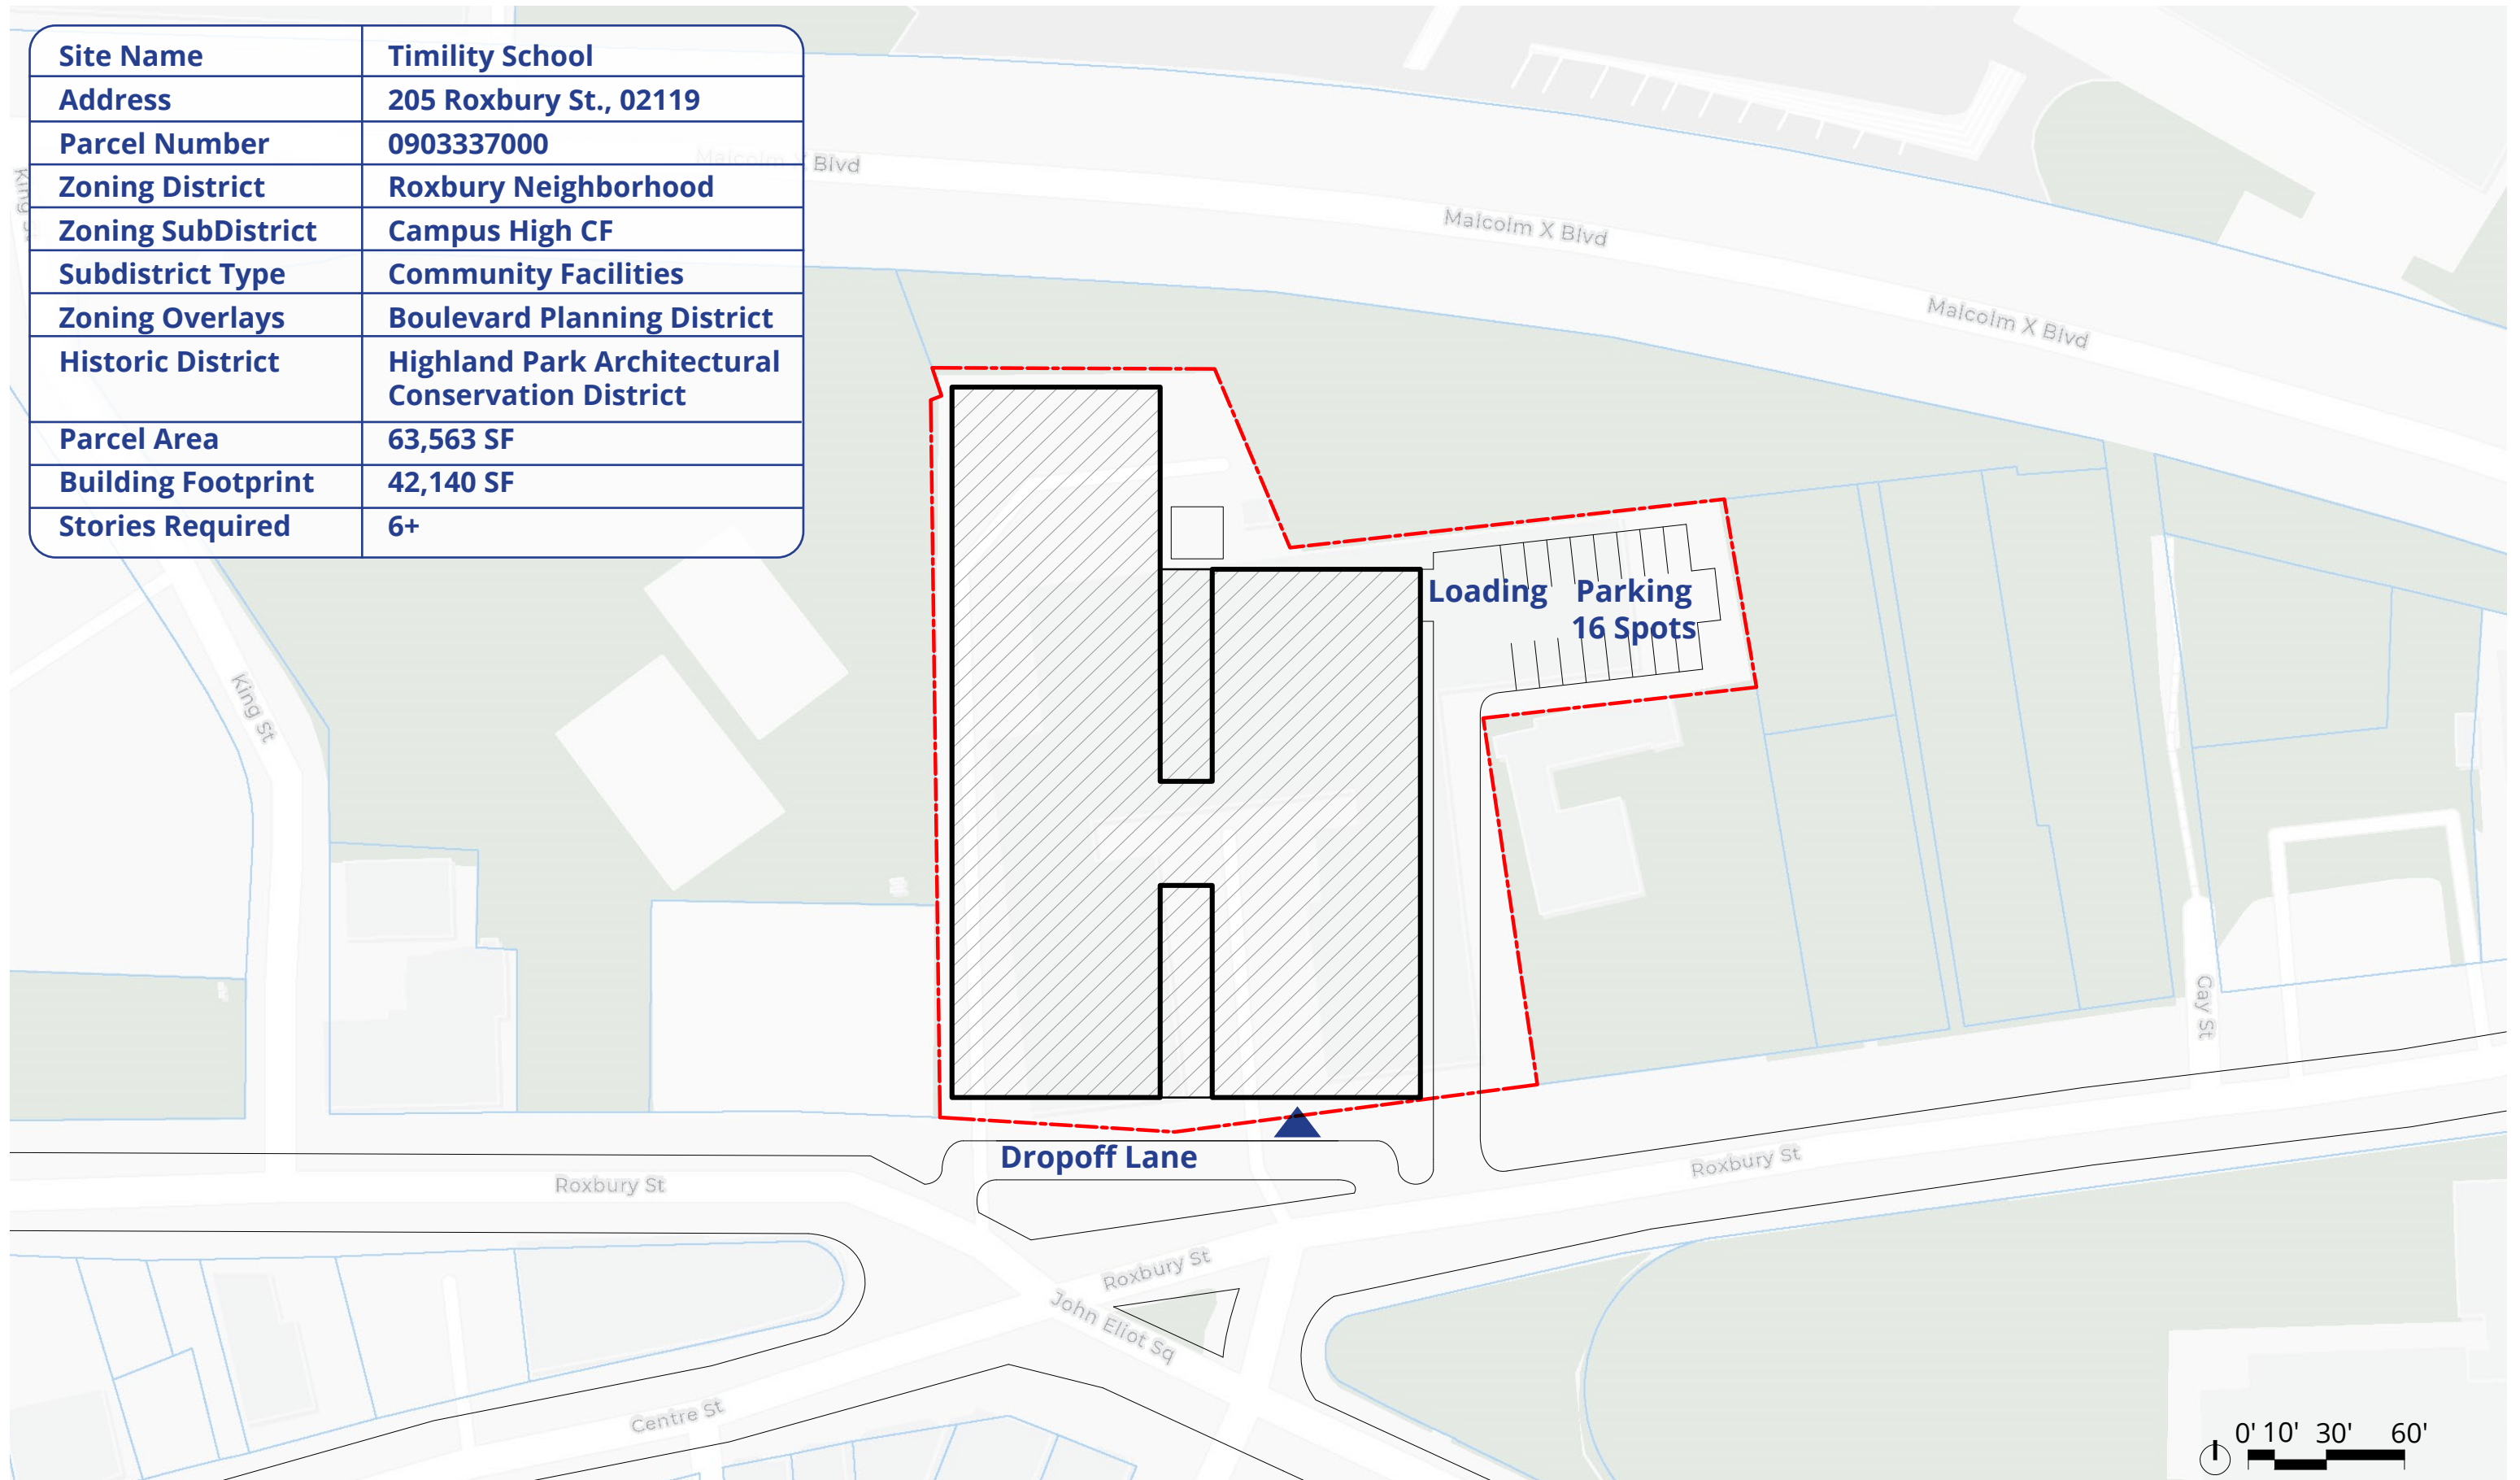 Site Name Timility School
Address 205 Roxbury St., 02119
Parcel Number 0903337000
Zoning District Roxbury Neighborhood
Zoning SubDistrict Campus High CF
Subdistrict Type Community Facilities
Zoning Overlays Boulevard Planning District
Historic District Highland Park Architectural
Conservation District
Parcel Area 63,563 SF
Building Footprint 42,140 SF
Stories Required 6+
Malcolm X Blvd
Malcolm X Blvd
Malcolm X Blvd
King St
King St
Loading Parking
16 Spots
Gay St
Dropoff Lane
Roxbury St
Roxbury St
Roxbury St
John Eliot Sq
Centre St
0' 10' 30' 60'